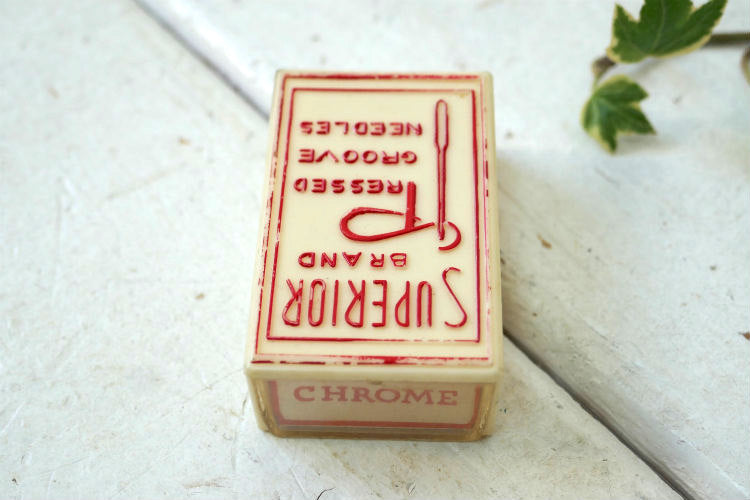 SUPERIOR
BRAND
PRESSED
GROOVE
NEEDLES
CHROME